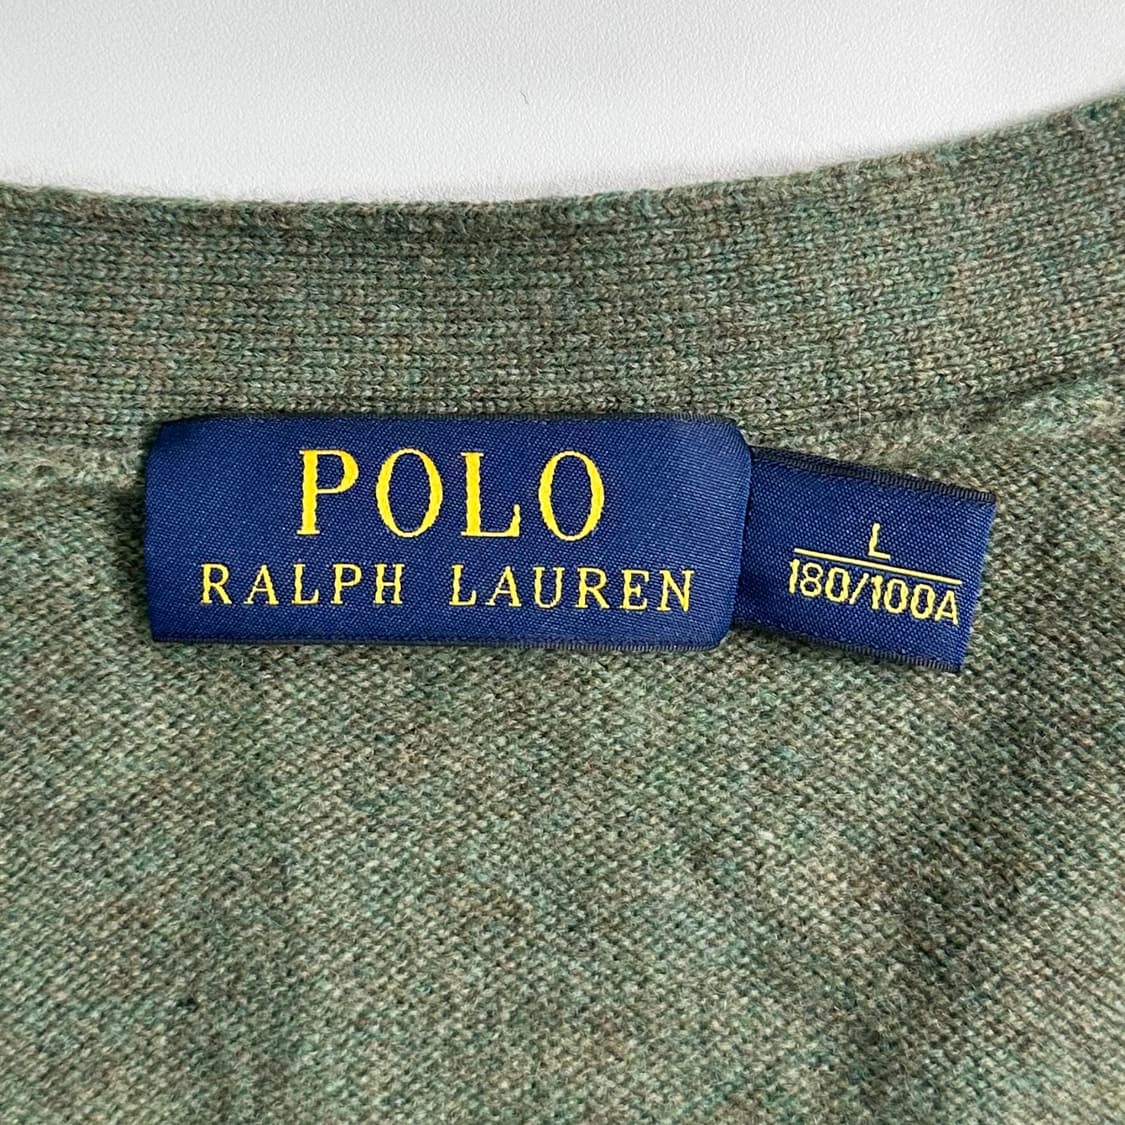 POLO
RALPH LAUREN
L
180/100A